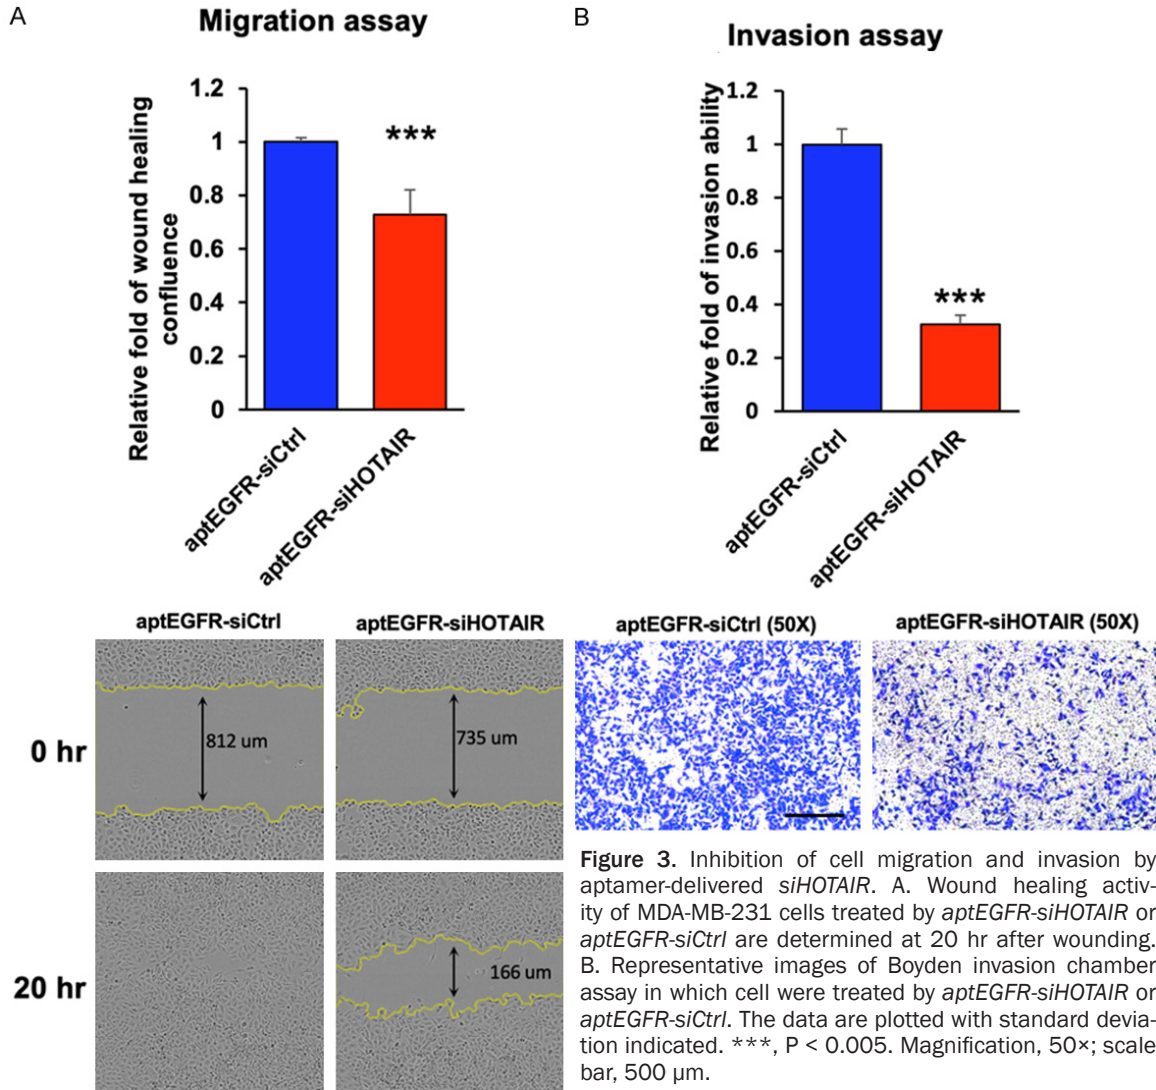 A
Migration assay
Relative fold of wound healing
confluence
1.2
1
0.8
0.6
0.4
0.2
0
***
aptEGFR-siCtrl
aptEGFR-siHOTAIR
B
Invasion assay
Relative fold of invasion ability
1.2
1
0.8
0.6
0.4
0.2
0
***
aptEGFR-siCtrl
aptEGFR-siHOTAIR
aptEGFR-siCtrl
aptEGFR-siHOTAIR
0 hr
812 um
735 um
20 hr
166 um
aptEGFR-siCtrl (50X)
aptEGFR-siHOTAIR (50X)
Figure 3. Inhibition of cell migration and invasion by
aptamer-delivered siHOTAIR. A. Wound healing activ-
ity of MDA-MB-231 cells treated by aptEGFR-siHOTAIR or
aptEGFR-siCtrl are determined at 20 hr after wounding.
B. Representative images of Boyden invasion chamber
assay in which cell were treated by aptEGFR-siHOTAIR or
aptEGFR-siCtrl. The data are plotted with standard devia-
tion indicated. ***, P < 0.005. Magnification, 50×; scale
bar, 500 µm.